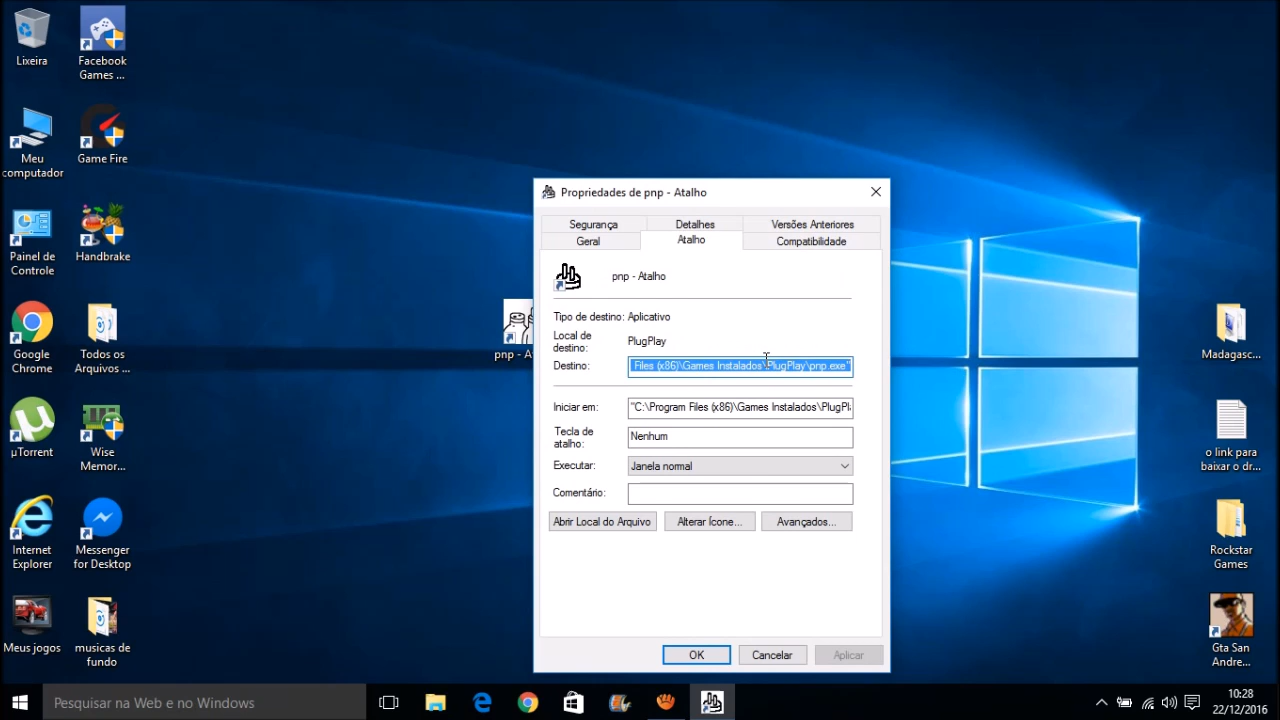 Lixeira
Facebook
Games ...
Meu
computador
Game Fire
Painel de
Controle
Handbrake
Google
Chrome
Todos os
Arquivos ...
µTorrent
Wise
Memor...
Internet
Explorer
Messenger
for Desktop
Meus jogos
musicas de
fundo
pnp - A
Propriedades de pnp - Atalho
Segurança
Detalhes
Versões Anteriores
Geral
Atalho
Compatibilidade
pnp - Atalho
Tipo de destino: Aplicativo
Local de
destino:
PlugPlay
Destino:
Files (x86)\Games Instalados\PlugPlay\pnp.exe"
Iniciar em:
"C:\Program Files (x86)\Games Instalados\PlugPl
Tecla de
atalho:
Nenhum
Executar:
Janela normal
Comentário:
Abrir Local do Arquivo
Alterar Ícone...
Avançados...
OK
Cancelar
Aplicar
Madagasc...
o link para
baixar o dr...
Rockstar
Games
Gta San
Andre...
Pesquisar na Web e no Windows
10:28
22/12/2016